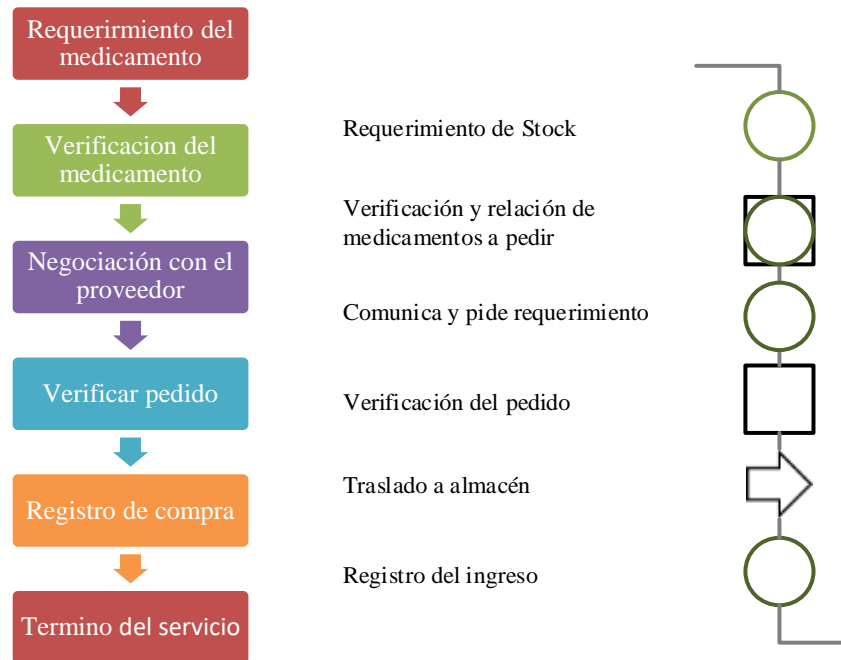 Requerirmiento del
medicamento
Verificacion del
medicamento
Negociación con el
proveedor
Verificar pedido
Registro de compra
Termino del servicio
Requerimiento de Stock
Verificación y relación de
medicamentos a pedir
Comunica y pide requerimiento
Verificación del pedido
Traslado a almacén
Registro del ingreso